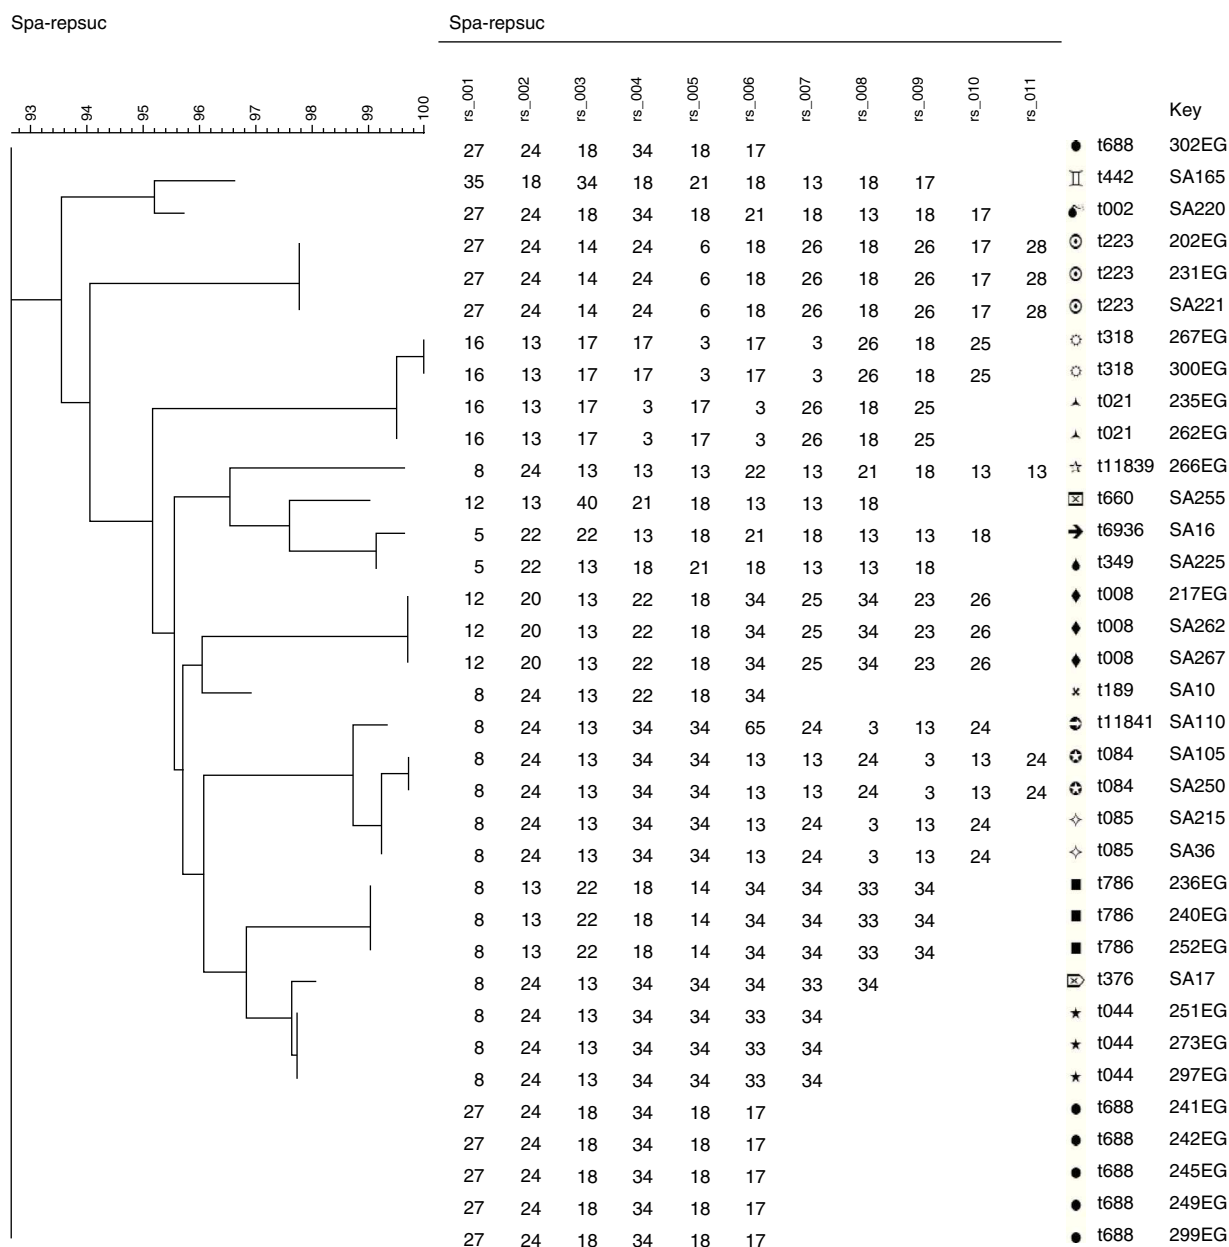 Spa-repsuc Spa-repsuc
93 94 95 96 97 98 99 100 rs_001 rs_002 rs_003 rs_004 rs_005 rs_006 rs_007 rs_008 rs_009 rs_010 rs_011 Key
27 24 18 34 18 17 t688 302EG
35 18 34 18 21 18 13 18 17 t442 SA165
27 24 18 34 18 21 18 13 18 17 t002 SA220
27 24 14 24 6 18 26 18 26 17 28 t223 202EG
27 24 14 24 6 18 26 18 26 17 28 t223 231EG
27 24 14 24 6 18 26 18 26 17 28 t223 SA221
16 13 17 17 3 17 3 26 18 25 t318 267EG
16 13 17 17 3 17 3 26 18 25 t318 300EG
16 13 17 3 17 3 26 18 25 t021 235EG
16 13 17 3 17 3 26 18 25 t021 262EG
8 24 13 13 13 22 13 21 18 13 13 t11839 266EG
12 13 40 21 18 13 13 18 t660 SA255
5 22 22 13 18 21 18 13 13 18 t6936 SA16
5 22 13 18 21 18 13 13 18 t349 SA225
12 20 13 22 18 34 25 34 23 26 t008 217EG
12 20 13 22 18 34 25 34 23 26 t008 SA262
12 20 13 22 18 34 25 34 23 26 t008 SA267
8 24 13 22 18 34 t189 SA10
8 24 13 34 34 65 24 3 13 24 t11841 SA110
8 24 13 34 34 13 13 24 3 13 24 t084 SA105
8 24 13 34 34 13 13 24 3 13 24 t084 SA250
8 24 13 34 34 13 24 3 13 24 t085 SA215
8 24 13 34 34 13 24 3 13 24 t085 SA36
8 13 22 18 14 34 34 33 34 t786 236EG
8 13 22 18 14 34 34 33 34 t786 240EG
8 13 22 18 14 34 34 33 34 t786 252EG
8 24 13 34 34 34 33 34 t376 SA17
8 24 13 34 34 33 34 t044 251EG
8 24 13 34 34 33 34 t044 273EG
8 24 13 34 34 33 34 t044 297EG
27 24 18 34 18 17 t688 241EG
27 24 18 34 18 17 t688 242EG
27 24 18 34 18 17 t688 245EG
27 24 18 34 18 17 t688 249EG
27 24 18 34 18 17 t688 299EG